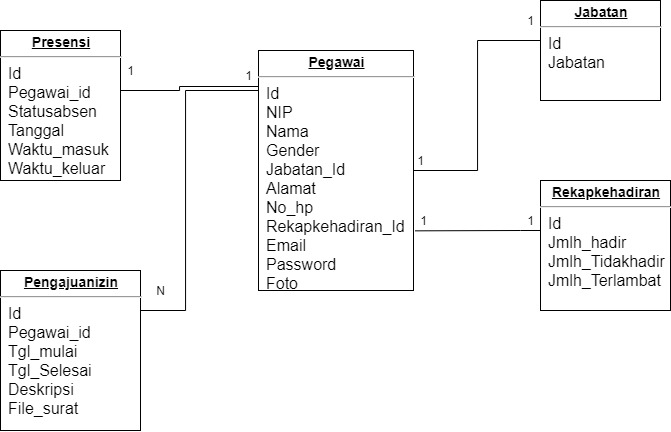 Presensi
Id
Pegawai_id
Statusabsen
Tanggal
Waktu_masuk
Waktu_keluar
1
1
Pegawai
Id
NIP
Nama
Gender
Jabatan_Id
Alamat
No_hp
Rekapkehadiran_Id
Email
Password
Foto
1
1
Jabatan
Id
Jabatan
1
1
Rekapkehadiran
Id
Jmlh_hadir
Jmlh_Tidakhadir
Jmlh_Terlambat
Pengajuanizin
Id
Pegawai_id
Tgl_mulai
Tgl_Selesai
Deskripsi
File_surat
N